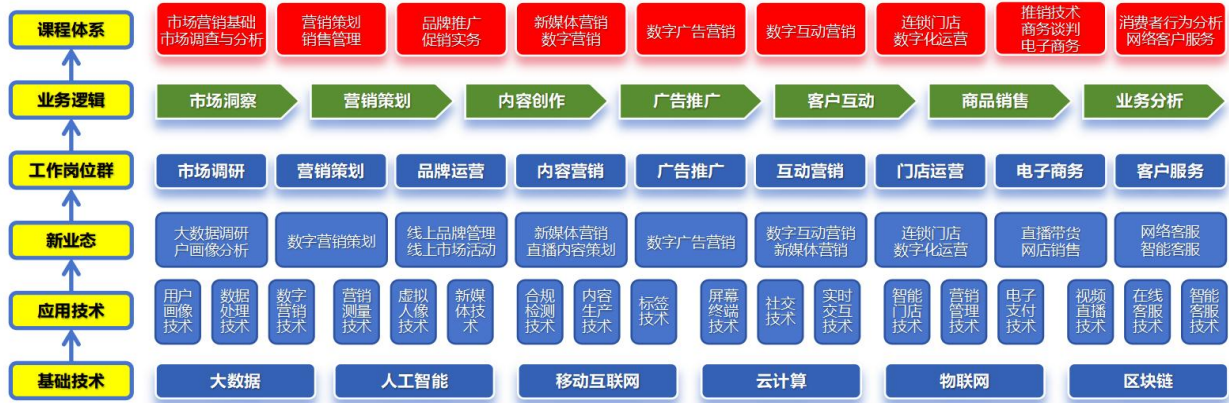 课程体系
市场营销基础
市场调查与分析
营销策划
销售管理
品牌推广
促销实务
新媒体营销
数字营销
数字广告营销
数字互动营销
连锁门店
数字化运营
推销技术
商务谈判
电子商务
消费者行为分析
网络客户服务
业务逻辑
市场洞察
营销策划
内容创作
广告推广
客户互动
商品销售
业务分析
工作岗位群
市场调研
营销策划
品牌运营
内容营销
广告推广
互动营销
门店运营
电子商务
客户服务
新业态
大数据调研
户画像分析
数字营销策划
线上品牌管理
线上市场活动
新媒体营销
直播内容策划
数字广告营销
数字互动营销
新媒体营销
连锁门店
数字化运营
直播带货
网店销售
网络客服
智能客服
应用技术
用户
画像
技术
数据
处理
技术
数字
营销
技术
营销
测量
技术
虚拟
人像
技术
新媒
体技
术
合规
检测
技术
内容
生产
技术
标签
技术
屏幕
终端
技术
社交
技术
实时
交互
技术
智能
门店
技术
营销
管理
技术
电子
支付
技术
视频
直播
技术
在线
客服
技术
智能
客服
技术
基础技术
大数据
人工智能
移动互联网
云计算
物联网
区块链